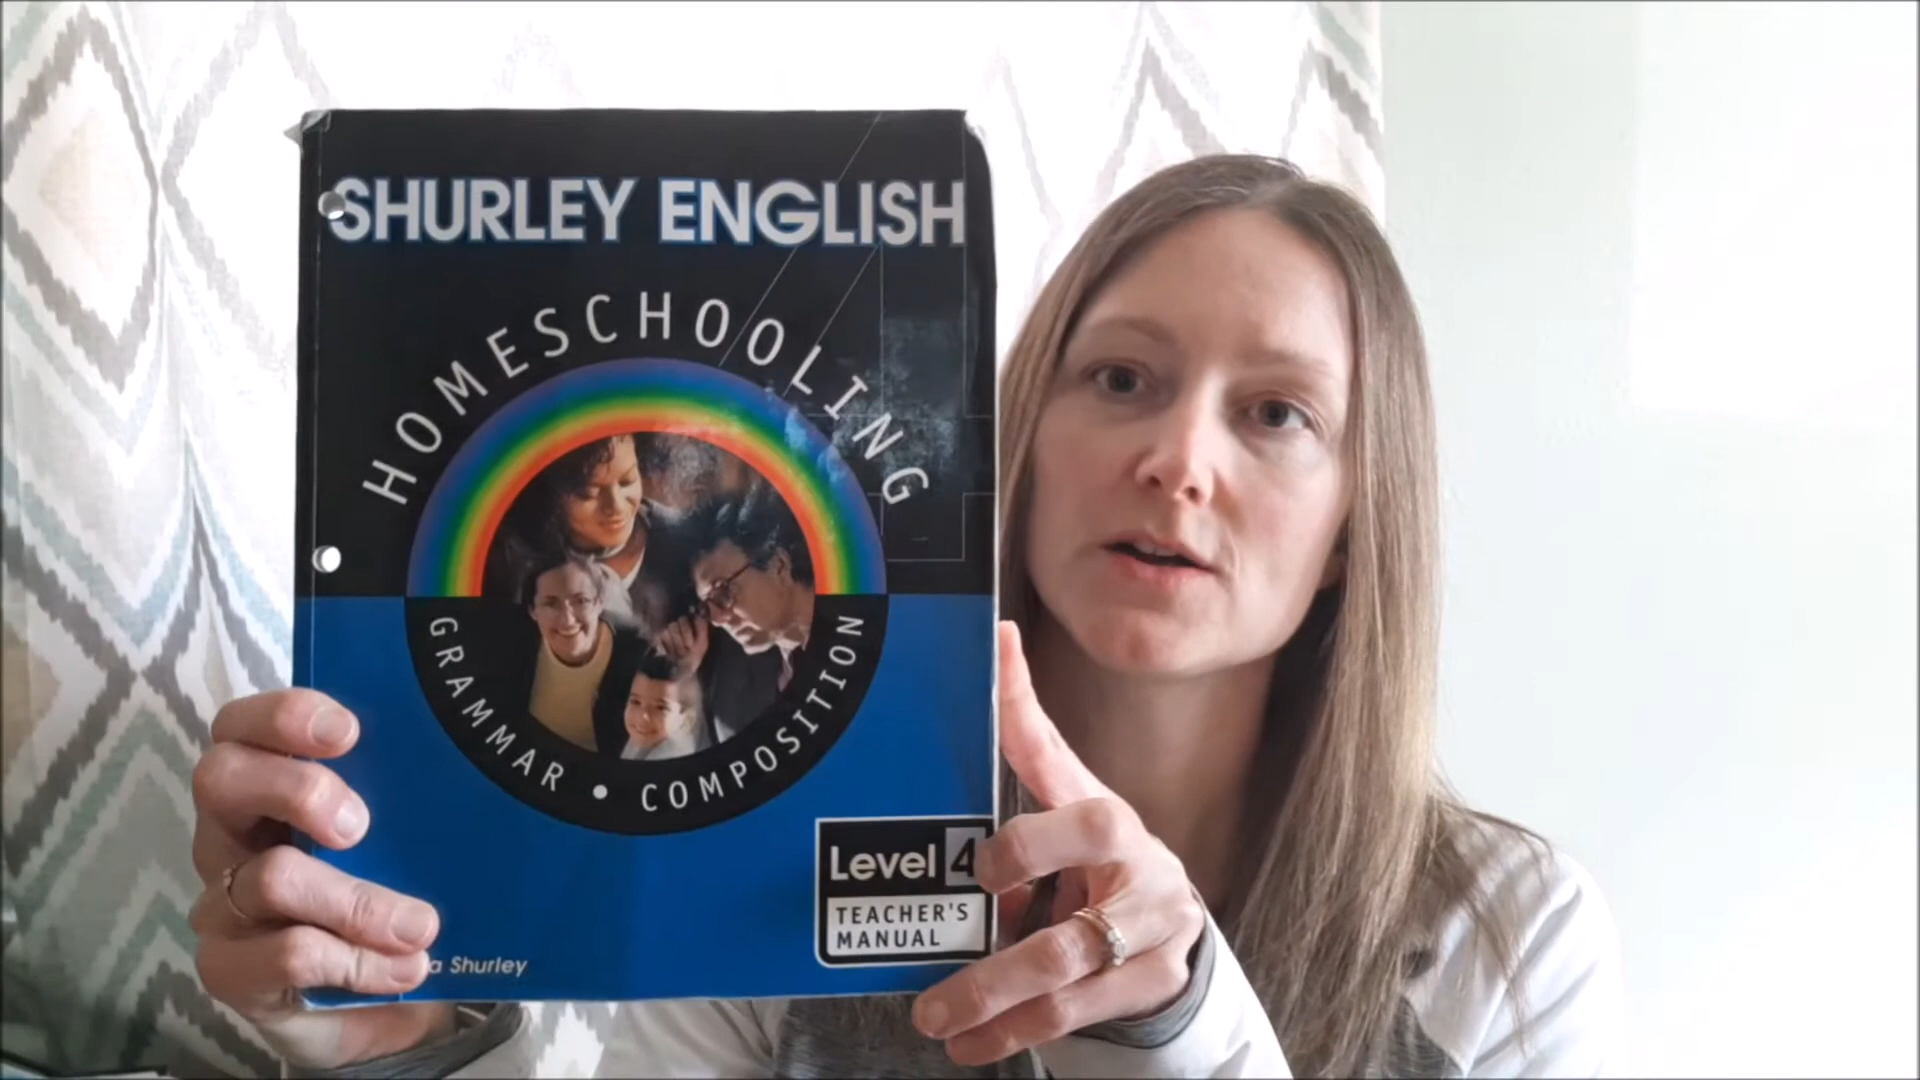 SHURLEY ENGLISH
HOMESCHOOLING
GRAMMAR • COMPOSITION
Level 4
TEACHER'S
MANUAL
Shurley